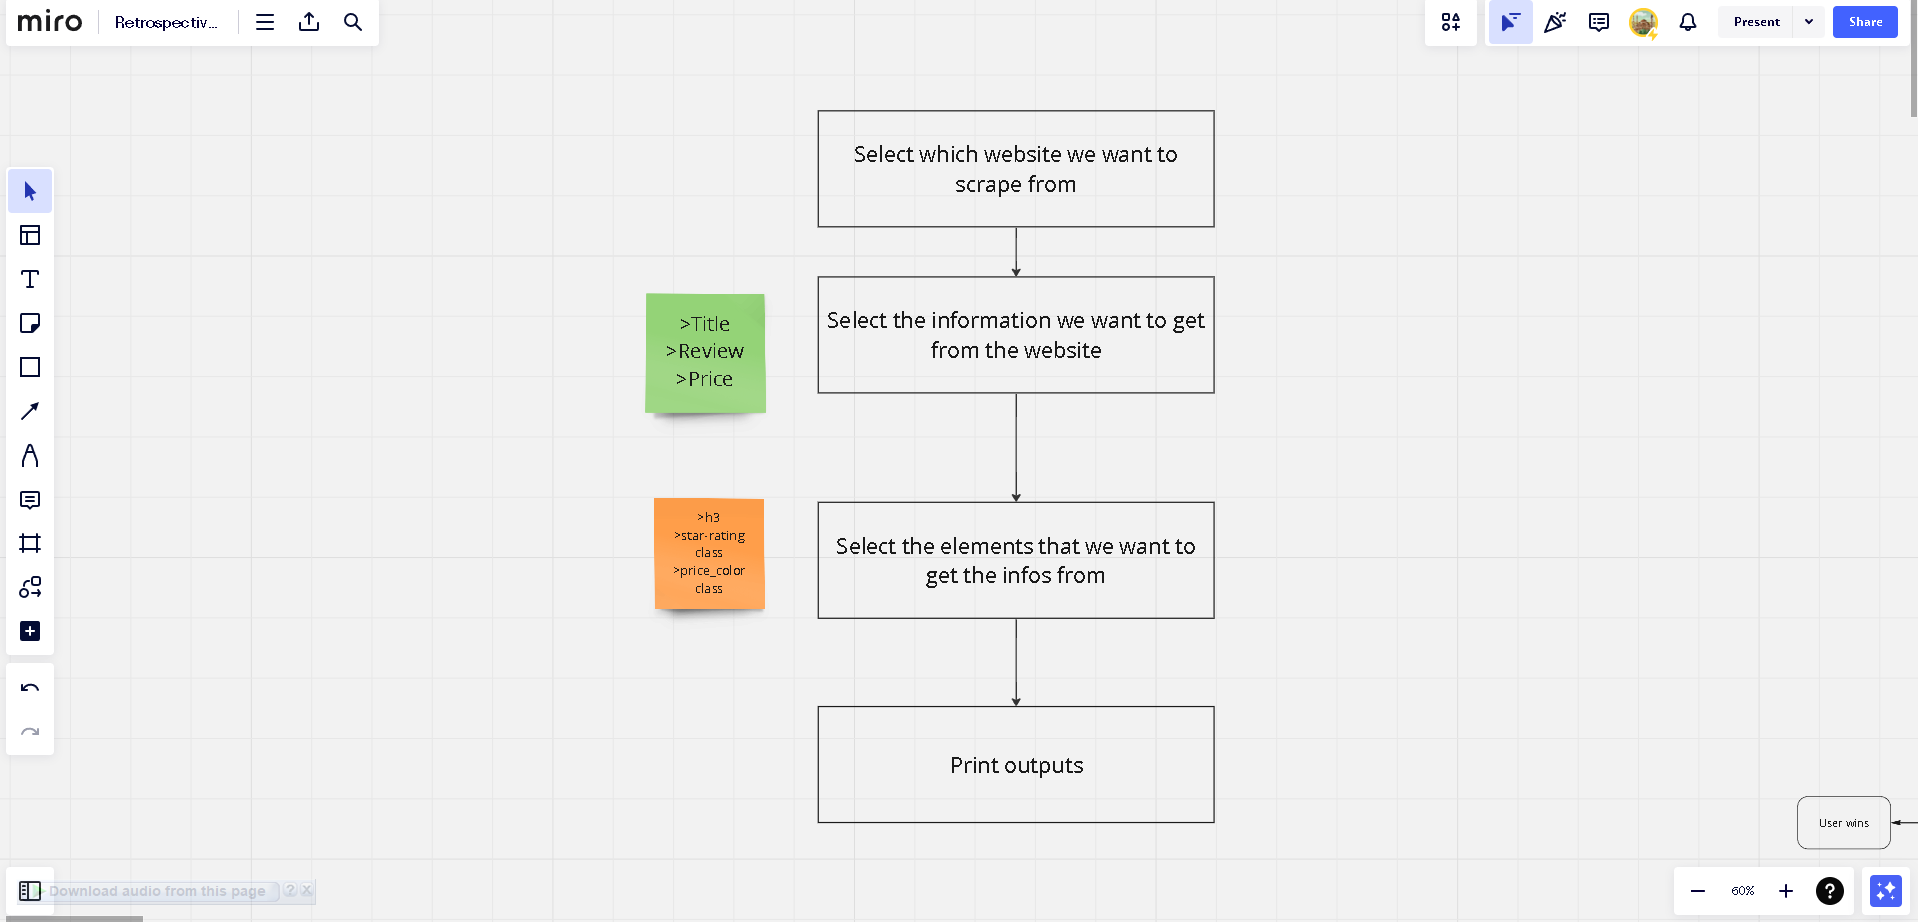 miro
Retrospectiv...
Present
Share
Select which website we want to
scrape from
>Title
>Review
>Price
Select the information we want to get
from the website
>h3
>star-rating
class
>price_color
class
Select the elements that we want to
get the infos from
Print outputs
User wins
Download audio from this page
? X
60%
?